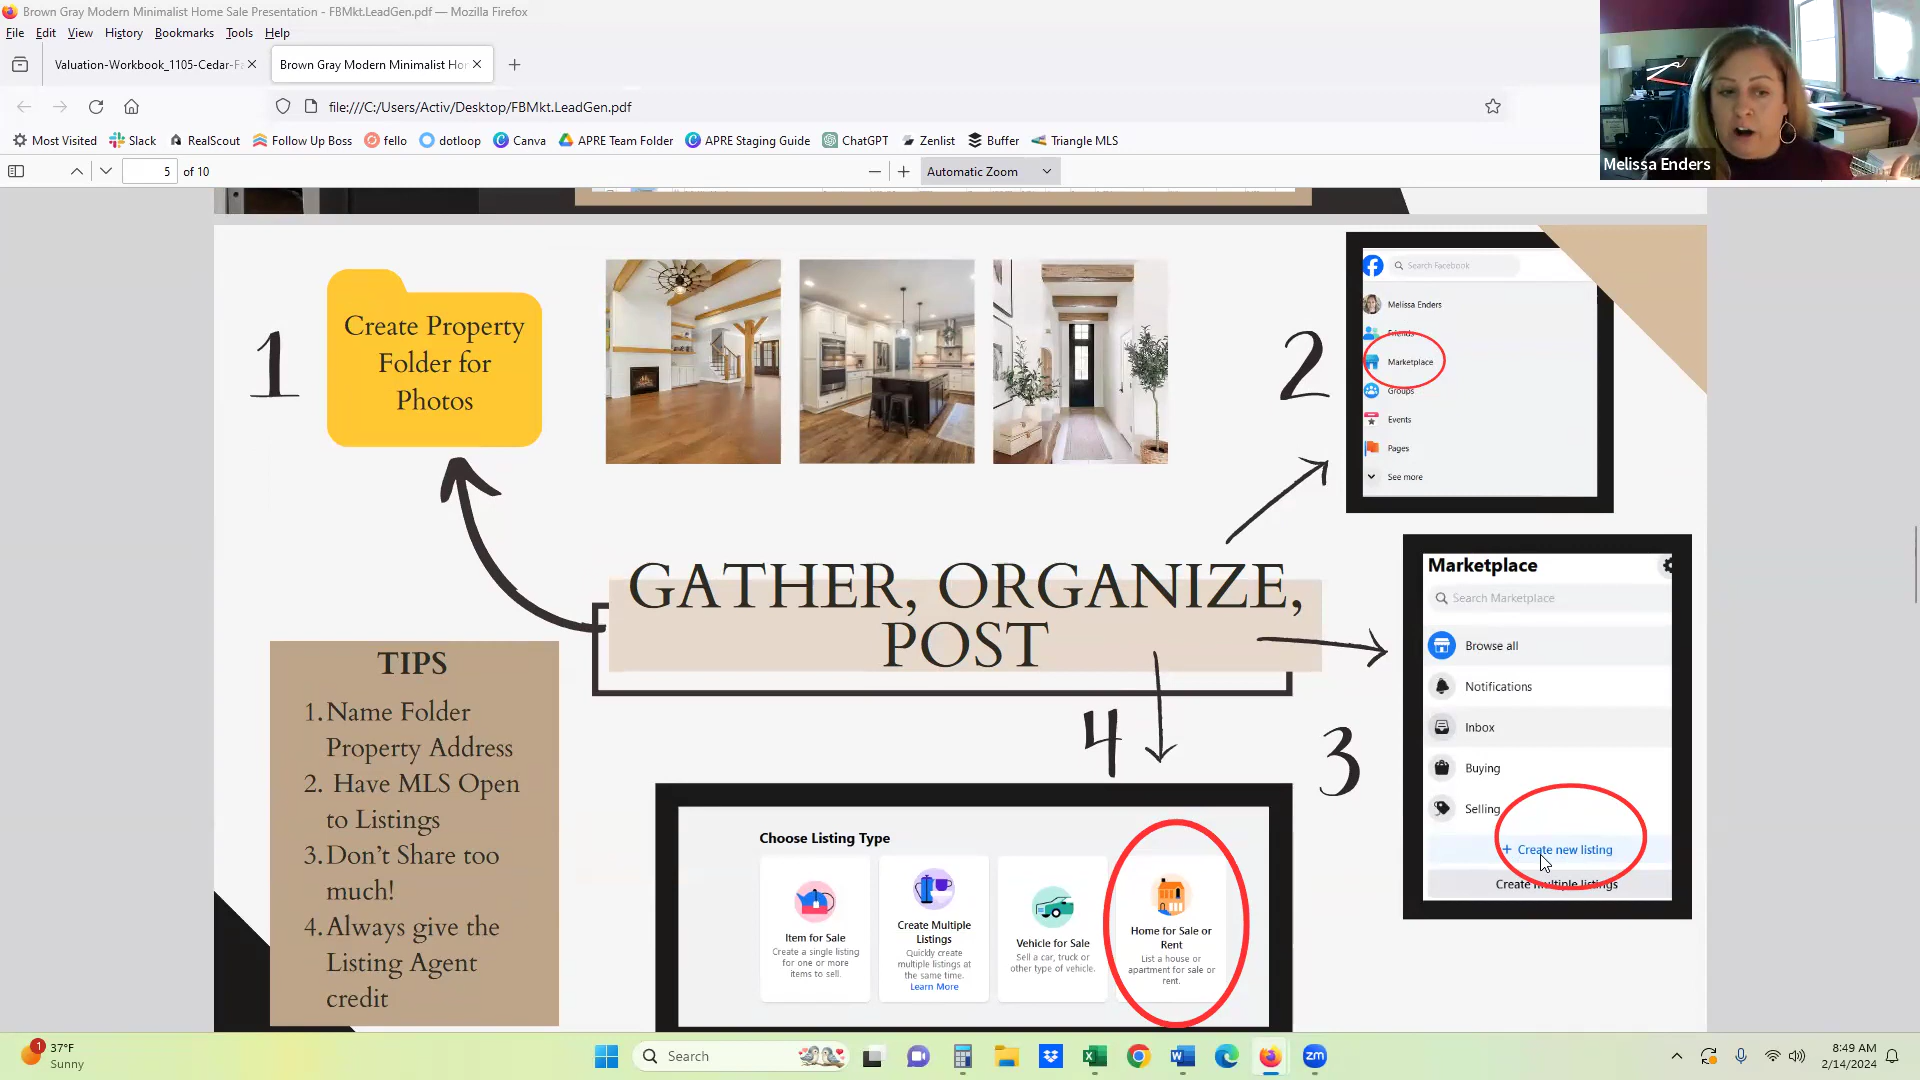 Brown Gray Modern Minimalist Home Sale Presentation - FBMkt.LeadGen.pdf — Mozilla Firefox
File Edit View History Bookmarks Tools Help
Valuation-Workbook_1105-Cedar-Fa
Brown Gray Modern Minimalist Ho
file:///C:/Users/Activ/Desktop/FBMkt.LeadGen.pdf
Most Visited Slack RealScout Follow Up Boss fello dotloop Canva APRE Team Folder APRE Staging Guide ChatGPT Zenlist Buffer Triangle MLS
5 of 10
Automatic Zoom
Melissa Enders
1
Create Property
Folder for
Photos
2
Search Facebook
Melissa Enders
Friends
Marketplace
Groups
Events
Pages
See more
GATHER, ORGANIZE,
POST
TIPS
1. Name Folder
Property Address
2. Have MLS Open
to Listings
3. Don't Share too
much!
4. Always give the
Listing Agent
credit
3
Marketplace
Search Marketplace
Browse all
Notifications
Inbox
Buying
Selling
+ Create new listing
Create multiple listings
4
Choose Listing Type
Item for Sale
Create a single listing
for one or more
items to sell.
Create Multiple
Listings
Quickly create
multiple listings at
the same time.
Learn More
Vehicle for Sale
Sell a car, truck or
other type of vehicle.
Home for Sale or
Rent
List a house or
apartment for sale or
rent.
1
37°F
Sunny
Search
zm
8:49 AM
2/14/2024